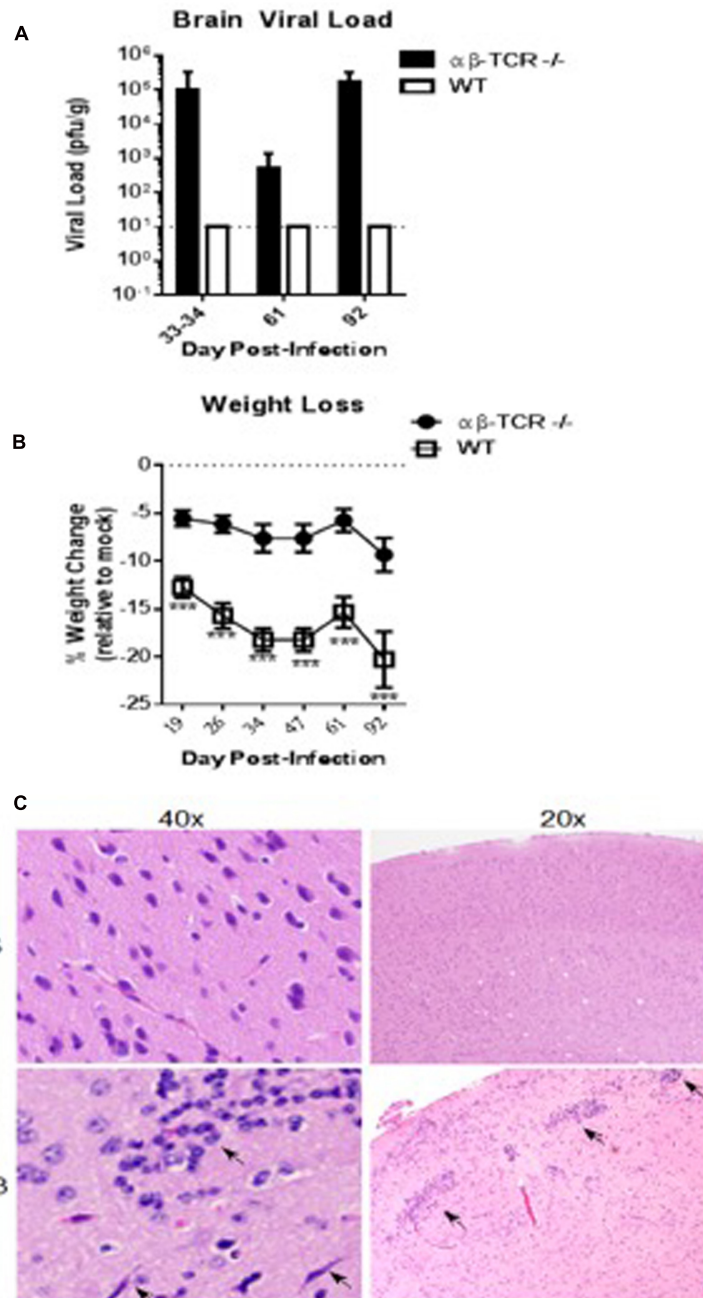 A
Brain Viral Load
αβ-TCR -/-
WT
Viral Load (pfu/g)
10⁶
10⁵
10⁴
10³
10²
10¹
10⁰
10⁻¹
33-34
61
92
Day Post-Infection
B
Weight Loss
αβ-TCR -/-
WT
% Weight Change
(relative to mock)
0
-5
-10
-15
-20
-25
*** *** *** *** *** ***
19
26
34
47
61
92
Day Post-Infection
C
40x 20x